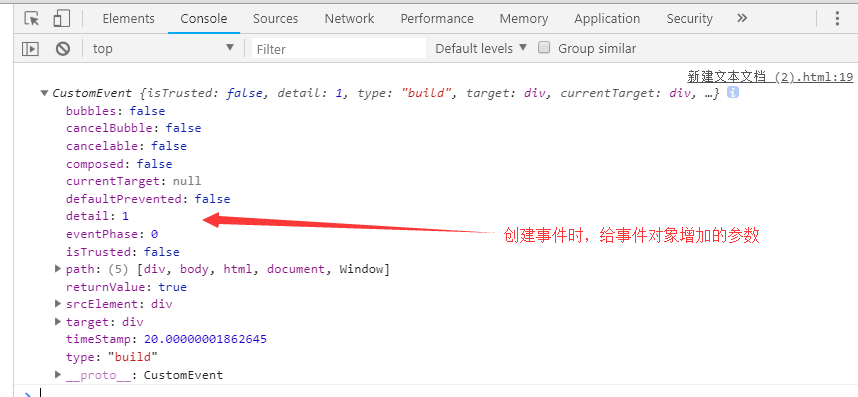 Elements Console Sources Network Performance Memory Application Security »
top Filter Default levels Group similar
新建文本文档 (2).html:19
CustomEvent {isTrusted: false, detail: 1, type: "build", target: div, currentTarget: div, …}
bubbles: false
cancelBubble: false
cancelable: false
composed: false
currentTarget: null
defaultPrevented: false
detail: 1
eventPhase: 0
创建事件时，给事件对象增加的参数
isTrusted: false
path: (5) [div, body, html, document, Window]
returnValue: true
srcElement: div
target: div
timeStamp: 20.00000001862645
type: "build"
__proto__: CustomEvent